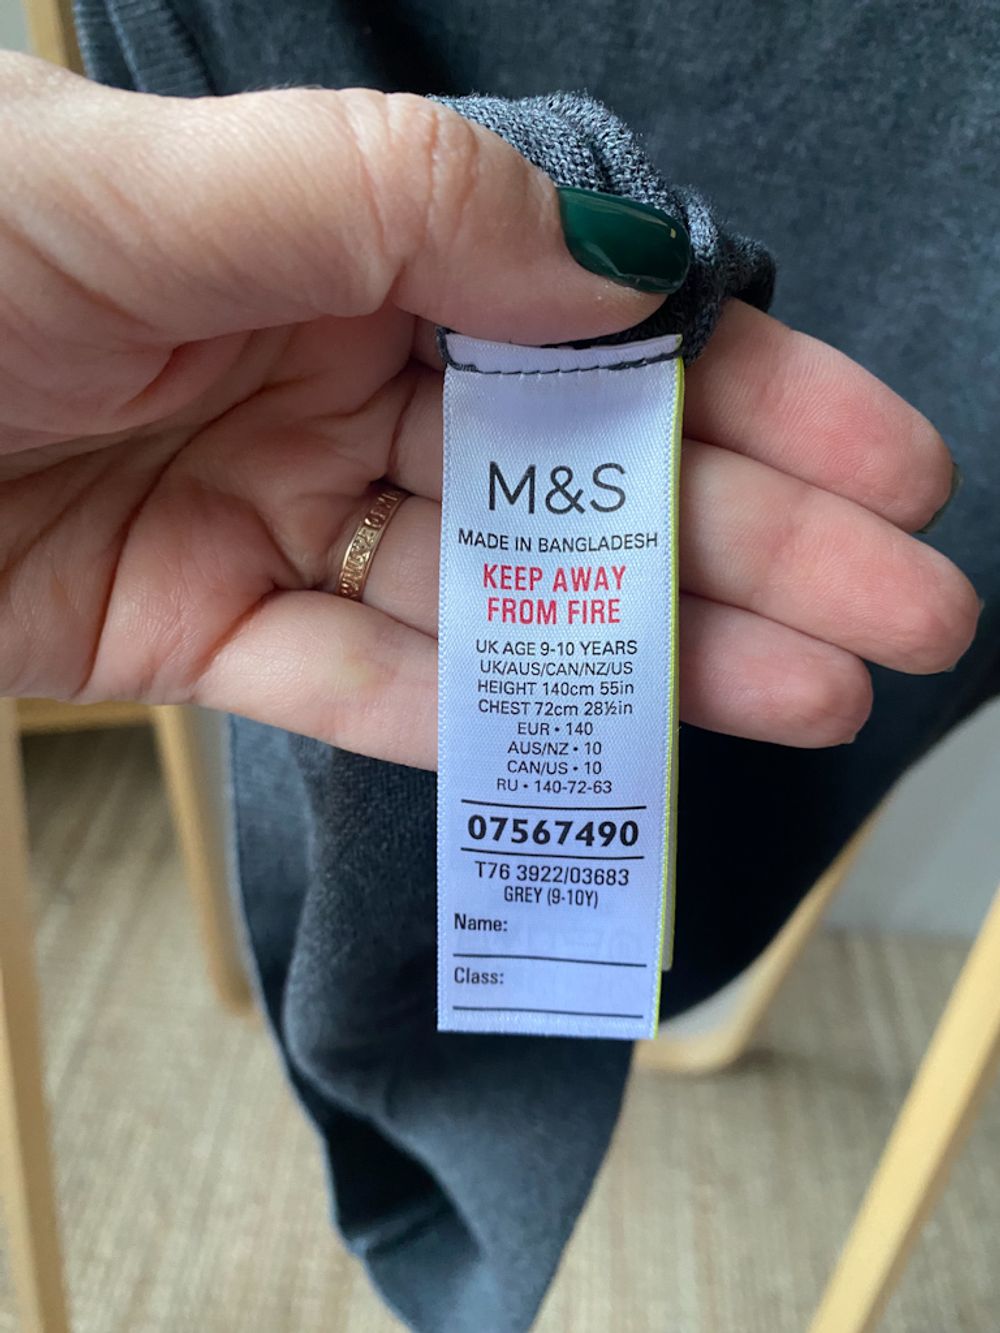 M&S
MADE IN BANGLADESH
KEEP AWAY
FROM FIRE
UK AGE 9-10 YEARS
UK/AUS/CAN/NZ/US
HEIGHT 140cm 55in
CHEST 72cm 28½in
EUR • 140
AUS/NZ • 10
CAN/US • 10
RU • 140-72-63
07567490
T76 3922/03683
GREY (9-10Y)
Name:
Class: